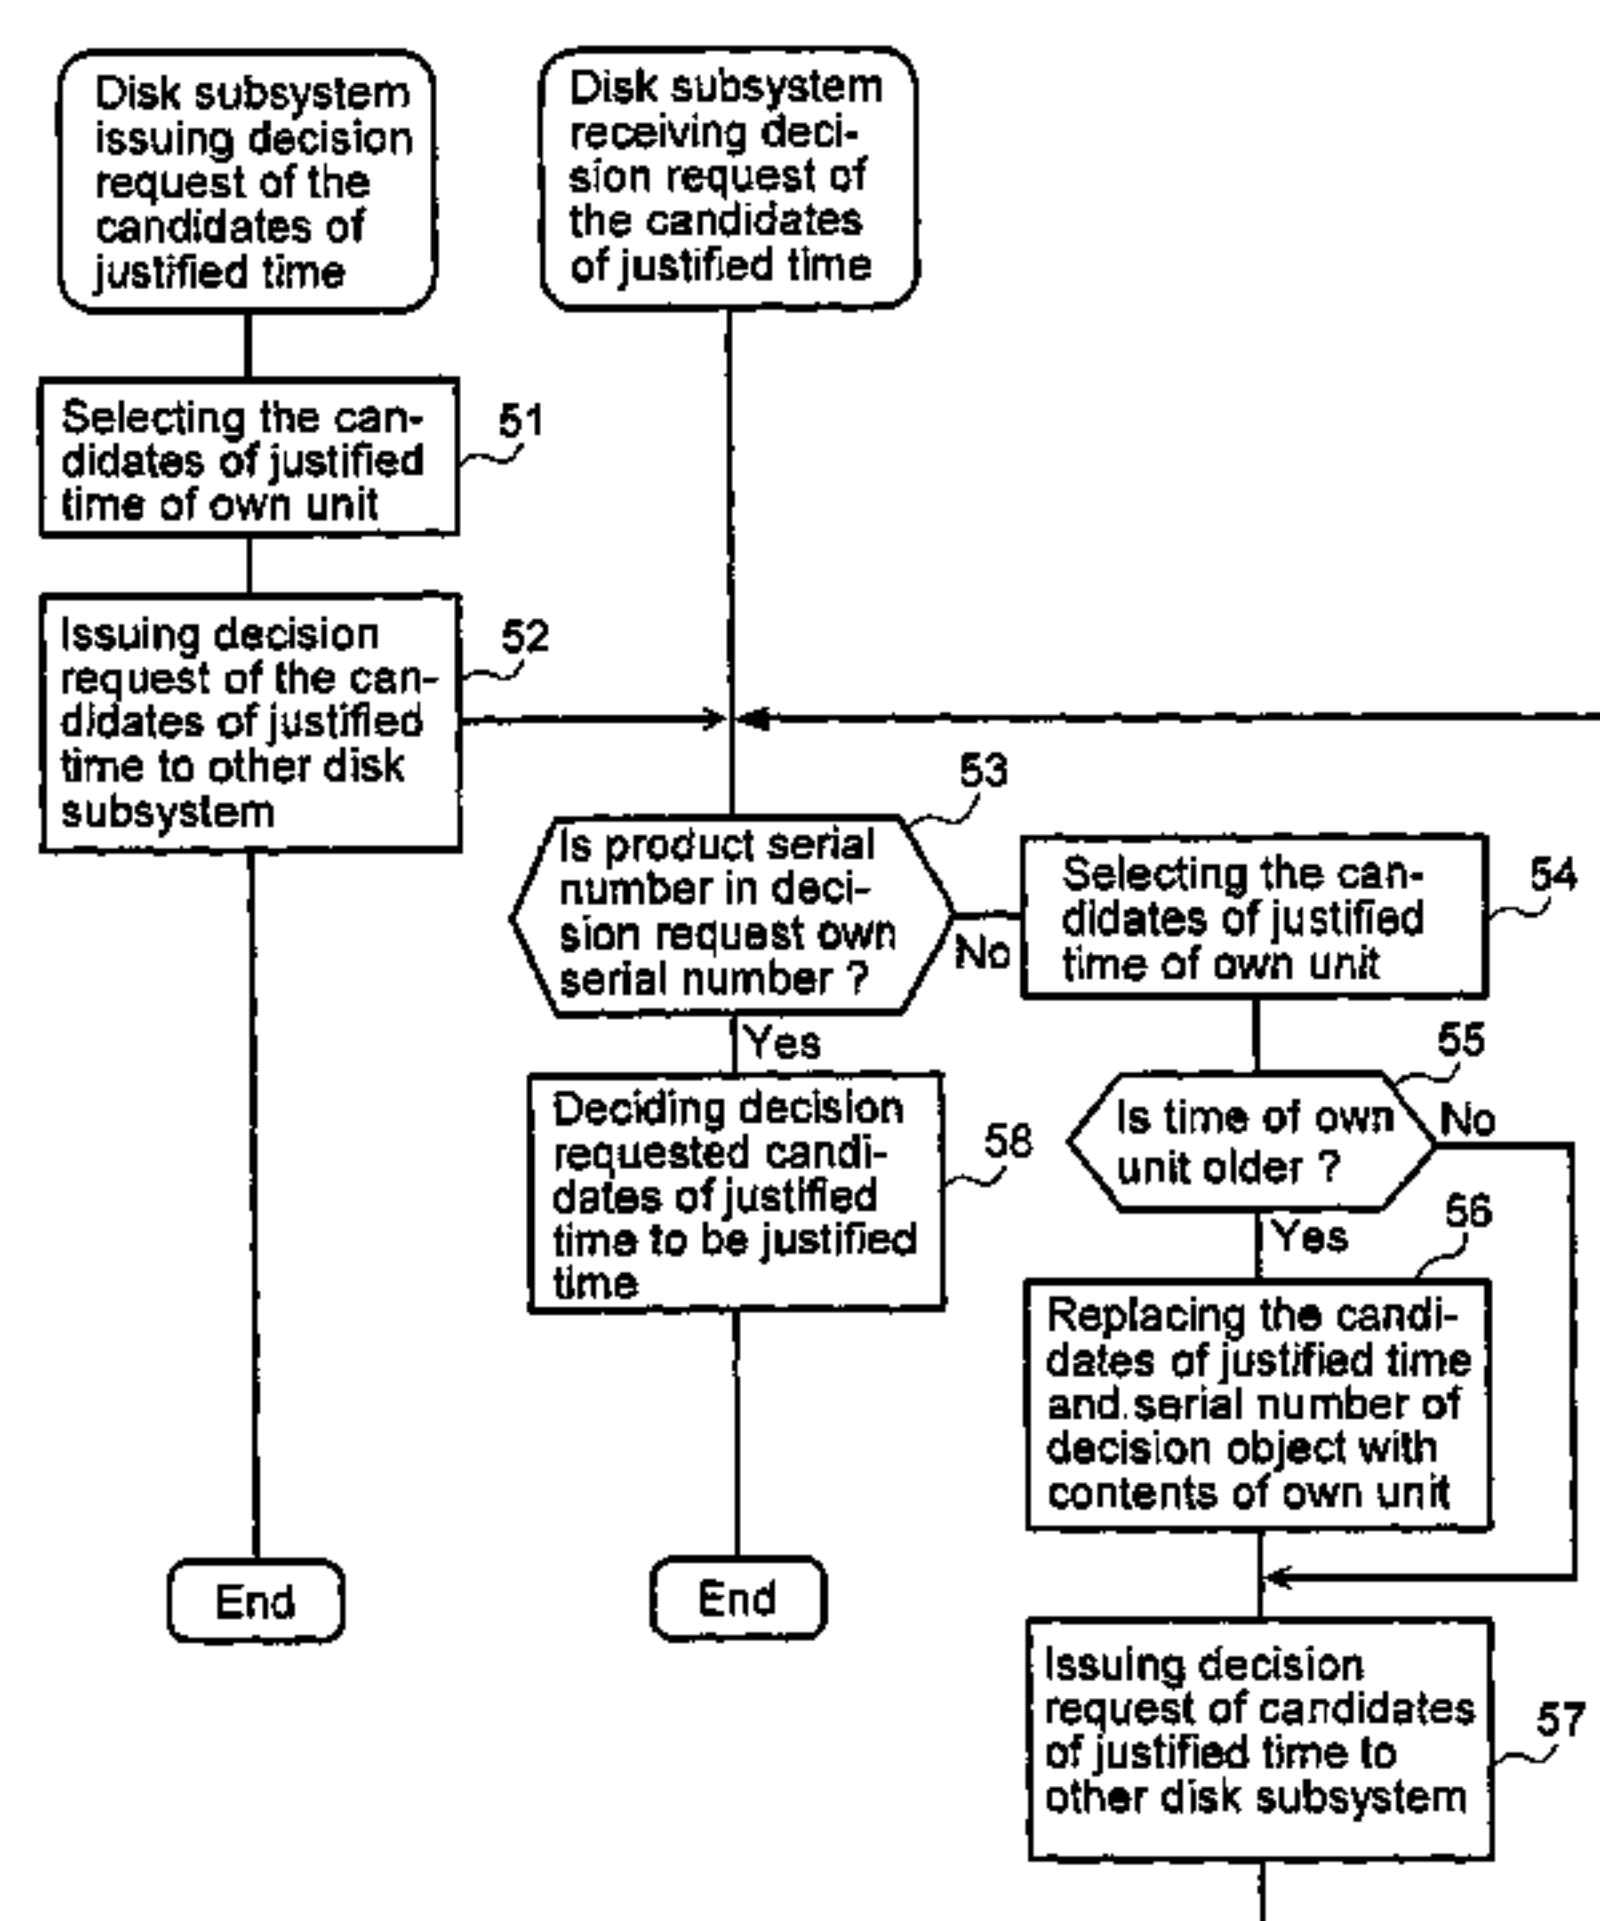 Disk subsystem
issuing decision
request of the
candidates of
justified time
Disk subsystem
receiving deci-
sion request of
the candidates
of justified time
Selecting the can-
didates of justified
time of own unit
51
Issuing decision
request of the can-
didates of justified
time to other disk
subsystem
52
53
Is product serial
number in deci-
sion request own
serial number ?
No
Yes
Selecting the can-
didates of justified
time of own unit
54
55
Is time of own
unit older ?
No
Yes
Deciding decision
requested candi-
dates of justified
time to be justified
time
58
56
Replacing the candi-
dates of justified time
and serial number of
decision object with
contents of own unit
End
End
Issuing decision
request of candidates
of justified time to
other disk subsystem
57